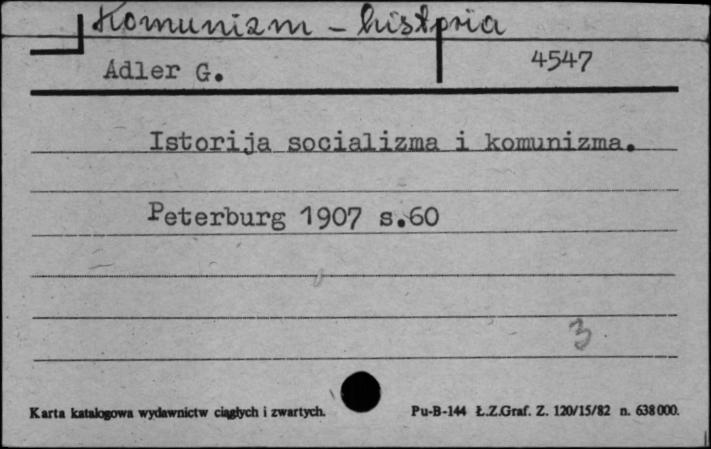 Komunizm - historia
Adler G.
4547
Istorija socializma i komunizma.
Peterburg 1907 s.60
3
Karta katalogowa wydawnictw ciągłych i zwartych.
Pu-B-144 Ł.Z.Graf. Z. 120/15/82 n. 638000.